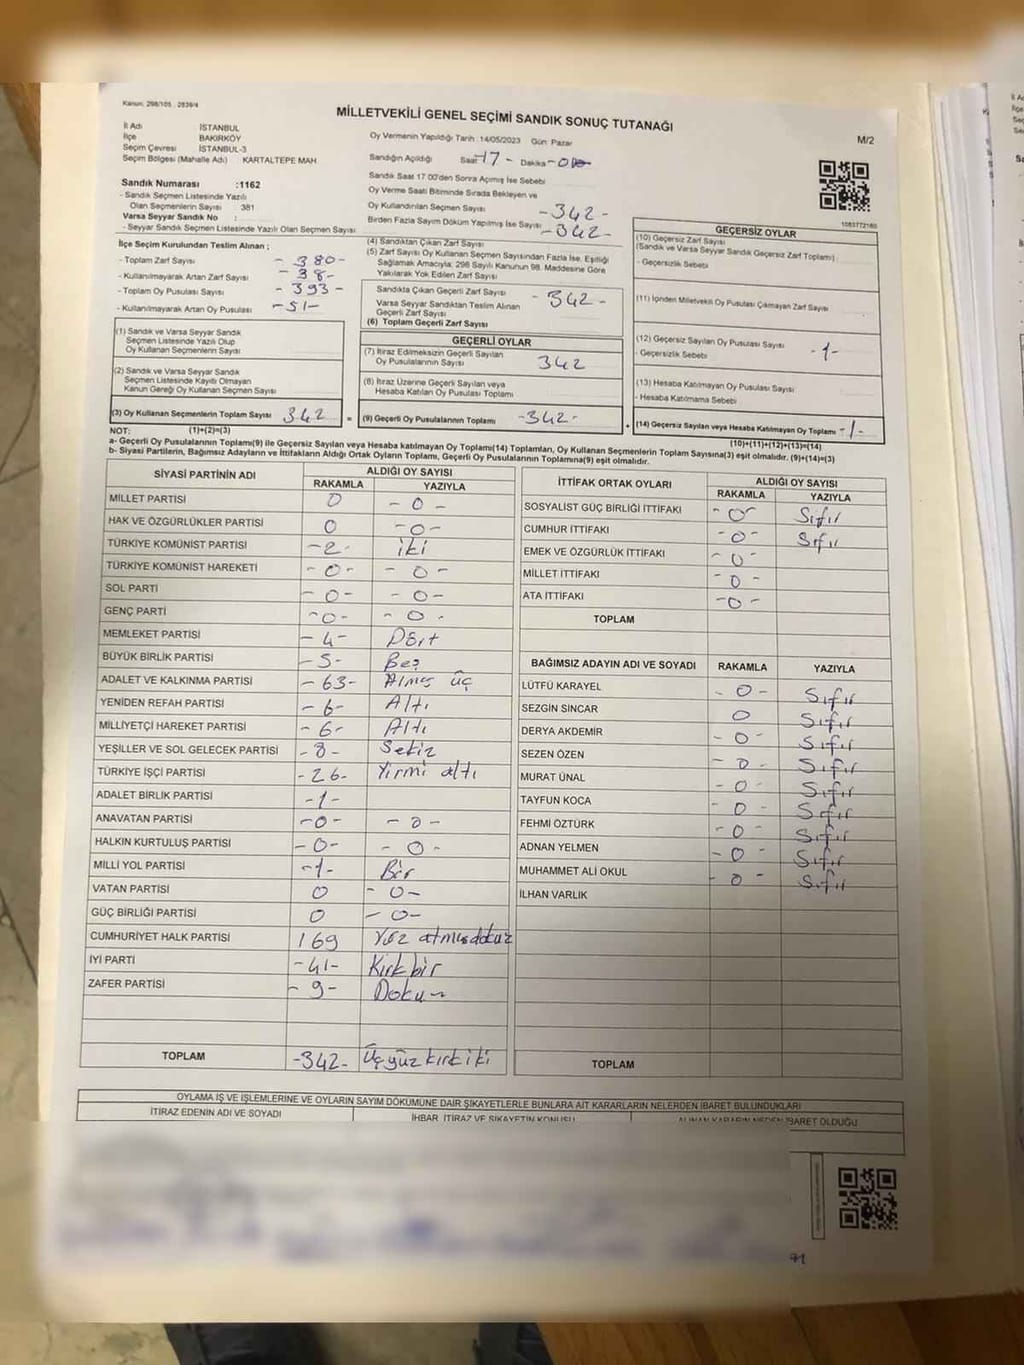 Kanun: 298/105 , 2839/4
MİLLETVEKİLİ GENEL SEÇİMİ SANDIK SONUÇ TUTANAĞI
M/2
İl Adı İSTANBUL
İlçe BAKIRKÖY
Seçim Çevresi İSTANBUL-3
Seçim Bölgesi (Mahalle Adı) KARTALTEPE MAH.
Sandık Numarası :1162
- Sandık Seçmen Listesinde Yazılı
Olan Seçmenlerin Sayısı 381
Varsa Seyyar Sandık No :
- Seyyar Sandık Seçmen Listesinde Yazılı Olan Seçmen Sayısı
İlçe Seçim Kurulundan Teslim Alınan ;
- Toplam Zarf Sayısı - 380-
- Kullanılmayarak Artan Zarf Sayısı - 38-
- Toplam Oy Pusulası Sayısı - 393-
- Kullanılmayarak Artan Oy Pusulası -51-
(1) Sandık ve Varsa Seyyar Sandık
Seçmen Listesinde Yazılı Olup
Oy Kullanan Seçmenlerin Sayısı
(2) Sandık ve Varsa Seyyar Sandık
Seçmen Listesinde Kayıtlı Olmayan
Kanun Gereği Oy Kullanan Seçmen Sayısı
(3) Oy Kullanan Seçmenlerin Toplam Sayısı 342
Oy Vermenin Yapıldığı Tarih : 14/05/2023 Gün: Pazar
Sandığın Açıldığı Saat -17 - Dakika -00-
Sandık Saat 17.00'den Sonra Açılmış İse Sebebi
Oy Verme Saati Bitiminde Sırada Bekleyen ve
Oy Kullandırılan Seçmen Sayısı -342-
Birden Fazla Sayım Döküm Yapılmış İse Sayısı -342-
(4) Sandıktan Çıkan Zarf Sayısı
(5) Zarf Sayısı Oy Kullanan Seçmen Sayısından Fazla İse, Eşitliği
Sağlamak Amacıyla; 298 Sayılı Kanunun 98. Maddesine Göre
Yakılarak Yok Edilen Zarf Sayısı
Sandıkta Çıkan Geçerli Zarf Sayısı - 342 -
Varsa Seyyar Sandıktan Teslim Alınan
Geçerli Zarf Sayısı
(6) Toplam Geçerli Zarf Sayısı
GEÇERLİ OYLAR
(7) İtiraz Edilmeksizin Geçerli Sayılan
Oy Pusulalarının Sayısı 342
(8) İtiraz Üzerine Geçerli Sayılan veya
Hesaba Katılan Oy Pusulası Toplamı
= (9) Geçerli Oy Pusulalarının Toplamı -342-
1083772160
GEÇERSİZ OYLAR
(10) Geçersiz Zarf Sayısı
(Sandık ve Varsa Seyyar Sandık Geçersiz Zarf Toplamı)
- Geçersizlik Sebebi
(11) İçinden Milletvekili Oy Pusulası Çıkmayan Zarf Sayısı
(12) Geçersiz Sayılan Oy Pusulası Sayısı -1-
- Geçersizlik Sebebi
(13) Hesaba Katılmayan Oy Pusulası Sayısı
- Hesaba Katılmama Sebebi
+ (14) Geçersiz Sayılan veya Hesaba Katılmayan Oy Toplamı -1-
NOT: (1)+(2)=(3) (10)+(11)+(12)+(13)=(14)
a- Geçerli Oy Pusulasının Toplamı(9) ile Geçersiz Sayılan veya Hesaba katılmayan Oy Toplamı(14) Toplamları, Oy Kullanan Seçmenlerin Toplam Sayısına(3) eşit olmalıdır. (9)+(14)=(3)
b- Siyasi Partilerin, Bağımsız Adayların ve İttifakların Aldığı Ortak Oyların Toplamı, Geçerli Oy Pusulalarının Toplamına(9) eşit olmalıdır.
SİYASİ PARTİNİN ADI ALDIĞI OY SAYISI
RAKAMLA YAZIYLA
MİLLET PARTİSİ 0 - 0 -
HAK VE ÖZGÜRLÜKLER PARTİSİ 0 -0-
TÜRKİYE KOMÜNİST PARTİSİ -2- iki
TÜRKİYE KOMÜNİST HAREKETİ - 0- - 0 -
SOL PARTİ - 0- - 0-
GENÇ PARTİ -0- - 0 -
MEMLEKET PARTİSİ -4- Dört
BÜYÜK BİRLİK PARTİSİ -5- Beş
ADALET VE KALKINMA PARTİSİ -63- Atmış üç
YENİDEN REFAH PARTİSİ -6- Altı
MİLLİYETÇİ HAREKET PARTİSİ -6- Altı
YEŞİLLER VE SOL GELECEK PARTİSİ -8- Sekiz
TÜRKİYE İŞÇİ PARTİSİ -26- Yirmi altı
ADALET BİRLİK PARTİSİ -1-
ANAVATAN PARTİSİ -0- - 0 -
HALKIN KURTULUŞ PARTİSİ -0- - 0 -
MİLLİ YOL PARTİSİ -1- Bir
VATAN PARTİSİ 0 - 0-
GÜÇ BİRLİĞİ PARTİSİ 0 - 0-
CUMHURİYET HALK PARTİSİ 169 Yüz atmışdokuz
İYİ PARTİ -41- Kırkbir
ZAFER PARTİSİ - 9-
TOPLAM -342- Üçyüzkırkiki
İTTİFAK ORTAK OYLARI ALDIĞI OY SAYISI
RAKAMLA YAZIYLA
SOSYALİST GÜÇ BİRLİĞİ İTTİFAKI - 0- Sıfır
CUMHUR İTTİFAKI -0- Sıfır
EMEK VE ÖZGÜRLÜK İTTİFAKI -0-
MİLLET İTTİFAKI -0-
ATA İTTİFAKI -0-
TOPLAM
BAĞIMSIZ ADAYIN ADI VE SOYADI RAKAMLA YAZIYLA
LÜTFÜ KARAYEL - 0- Sıfır
SEZGİN SİNCAR 0 Sıfır
DERYA AKDEMİR - 0- Sıfır
SEZEN ÖZEN - 0- Sıfır
MURAT ÜNAL - 0- Sıfır
TAYFUN KOCA - 0 - Sıfır
FEHMİ ÖZTÜRK -0- Sıfır
ADNAN YELMEN - 0 - Sıfır
MUHAMMET ALİ OKUL - 0 - Sıfır
İLHAN VARLIK
TOPLAM
OYLAMA İŞ VE İŞLEMLERİNE VE OYLARIN SAYIM DÖKÜMÜNE DAİR ŞİKAYETLERLE BUNLARA AİT KARARLARIN NELERDEN İBARET BULUNDUKLARI
İTİRAZ EDENİN ADI VE SOYADI İHBAR, İTİRAZ VE ŞİKAYETİN KONUSU ALINAN KARARIN NEDEN İBARET OLDUĞU